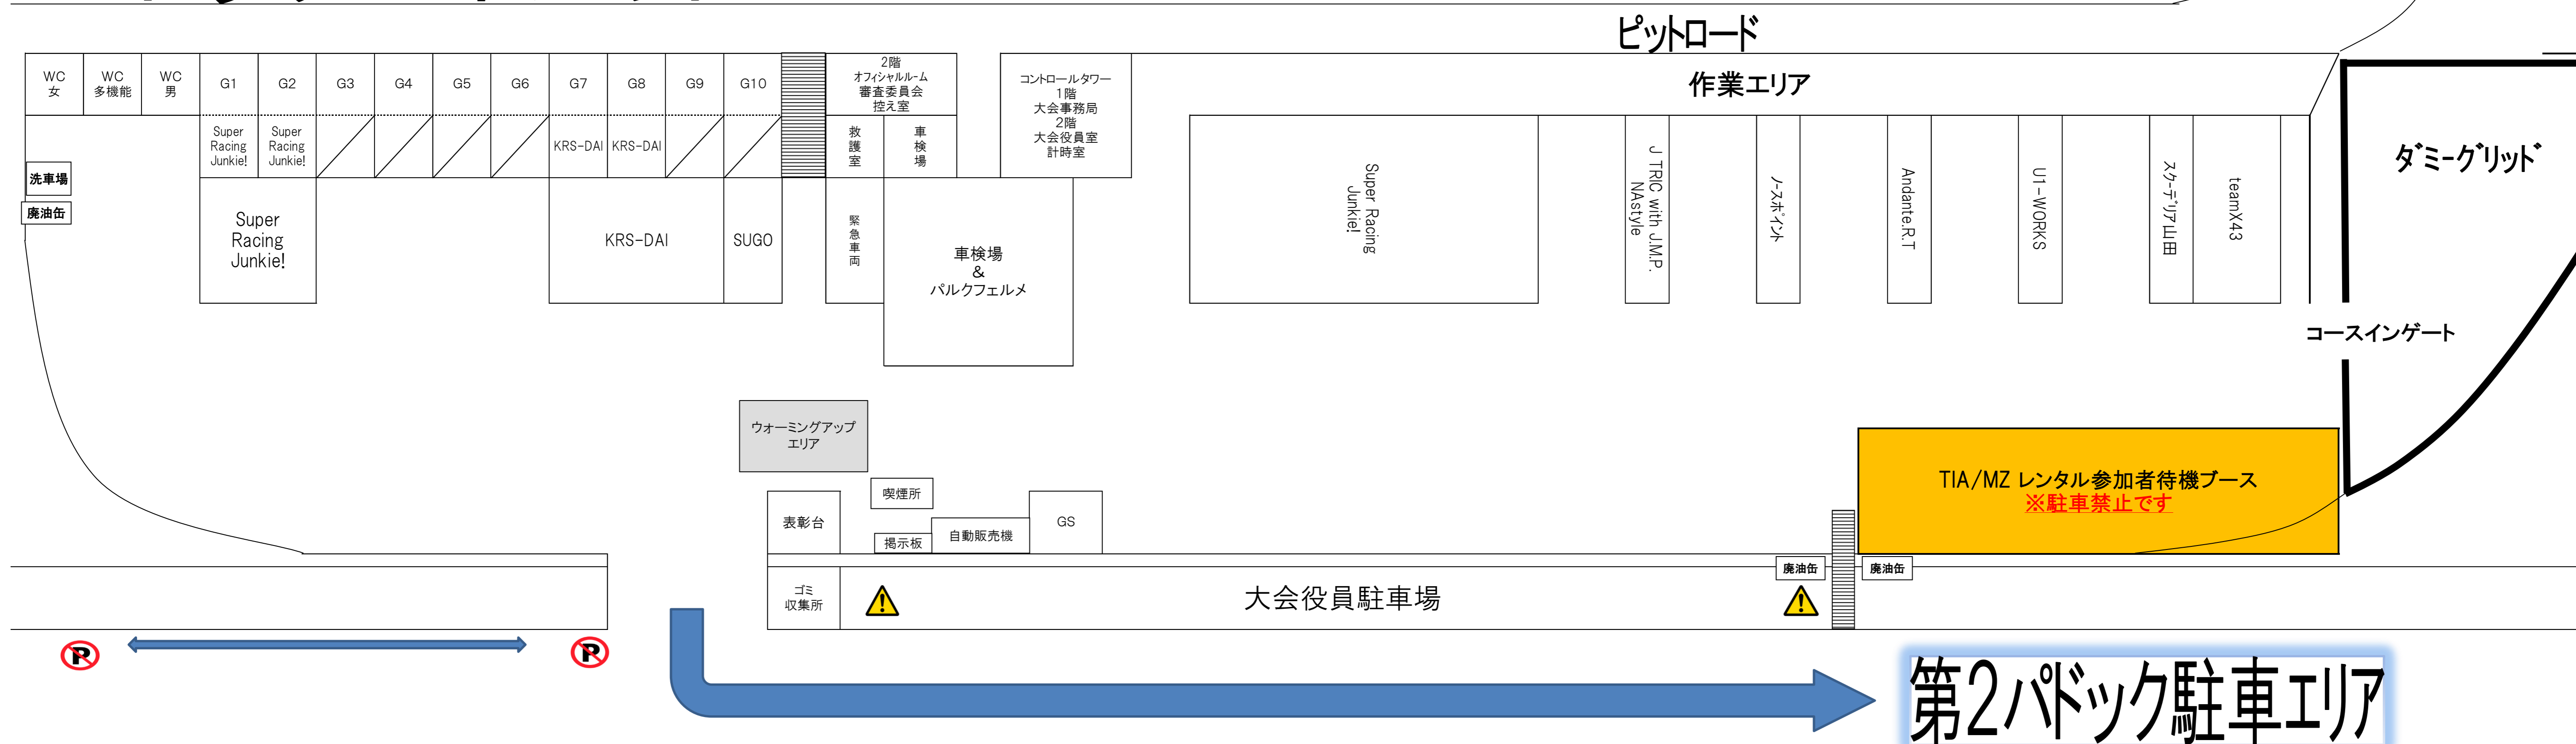 ピットロード
作業エリア
WC
女
WC
多機能
WC
男
G1
G2
G3
G4
G5
G6
G7
G8
G9
G10
2階
オフィシャルルーム
審査委員会
控え室
コントロールタワー
1階
大会事務局
2階
大会役員室
計時室
Super
Racing
Junkie!
Super
Racing
Junkie!
KRS-DAI
KRS-DAI
救護室
車検場
洗車場
廃油缶
Super
Racing
Junkie!
KRS-DAI
SUGO
緊急車両
車検場
&
パルクフェルメ
Super Racing
Junkie!
J TRIC with J.M.P.
NAstyle
ノースポイント
Andante.R.T
U1-WORKS
スクーデリア山田
teamX43
ダミーグリッド
コースインゲート
ウォーミングアップ
エリア
喫煙所
表彰台
掲示板
自動販売機
GS
TIA/MZ レンタル参加者待機ブース
※駐車禁止です
廃油缶
廃油缶
ゴミ
収集所
大会役員駐車場
P
P
第2パドック駐車エリア